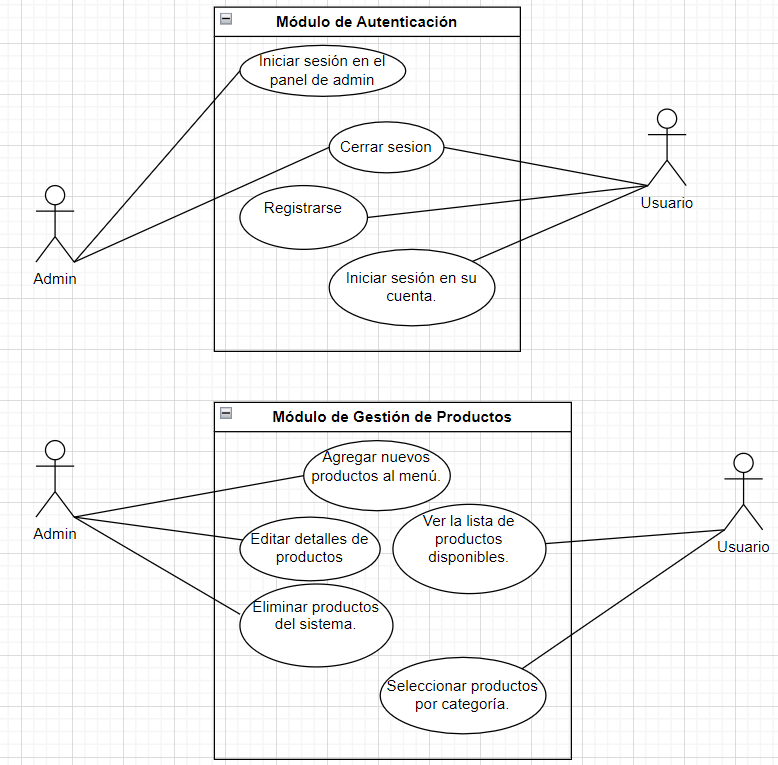 Módulo de Autenticación
Iniciar sesión en el
panel de admin
Cerrar sesion
Registrarse
Iniciar sesión en su
cuenta.
Admin
Usuario
Módulo de Gestión de Productos
Agregar nuevos
productos al menú.
Editar detalles de
productos
Ver la lista de
productos
disponibles.
Eliminar productos
del sistema.
Seleccionar productos
por categoría.
Admin
Usuario